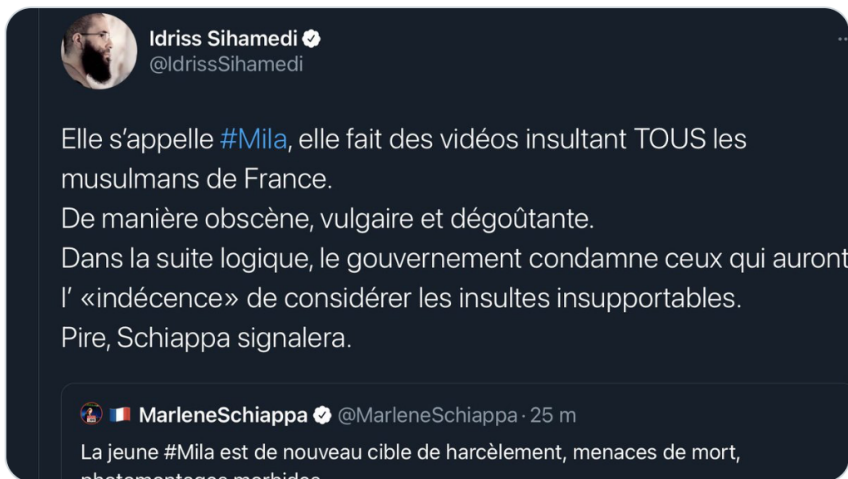 Idriss Sihamedi
@IdrissSihamedi
Elle s’appelle #Mila, elle fait des vidéos insultant TOUS les
musulmans de France.
De manière obscène, vulgaire et dégoûtante.
Dans la suite logique, le gouvernement condamne ceux qui auront
l’ «indécence» de considérer les insultes insupportables.
Pire, Schiappa signalera.
MarleneSchiappa @MarleneSchiappa · 25 m
La jeune #Mila est de nouveau cible de harcèlement, menaces de mort,